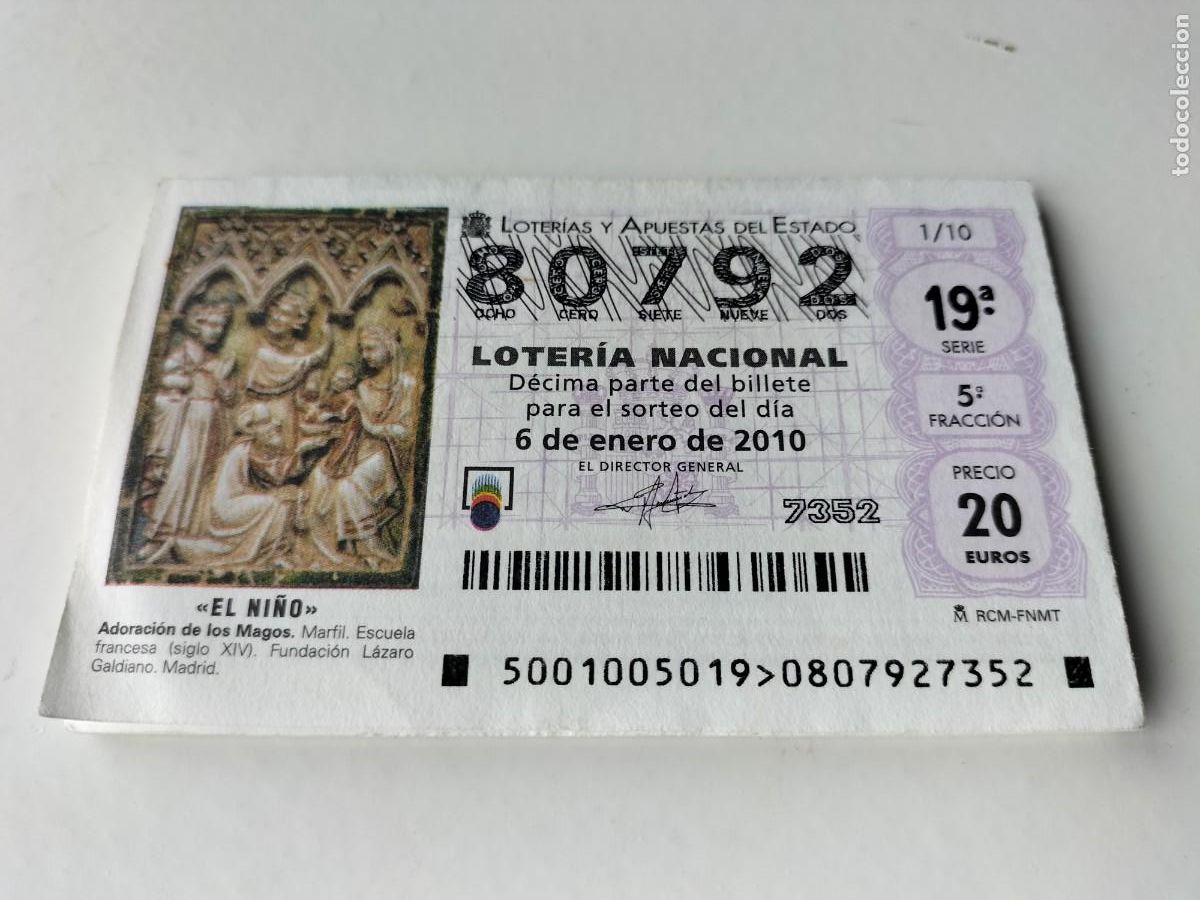 LOTERÍAS Y APUESTAS DEL ESTADO
80792
OCHO CERO SIETE NUEVE DOS
LOTERÍA NACIONAL
Décima parte del billete
para el sorteo del día
6 de enero de 2010
EL DIRECTOR GENERAL
7352
1/10
19ª
SERIE
5ª
FRACCIÓN
PRECIO
20
EUROS
RCM-FNMT
«EL NIÑO»
Adoración de los Magos. Marfil. Escuela
francesa (siglo XIV). Fundación Lázaro
Galdiano. Madrid.
5001005019>0807927352
todocoleccion